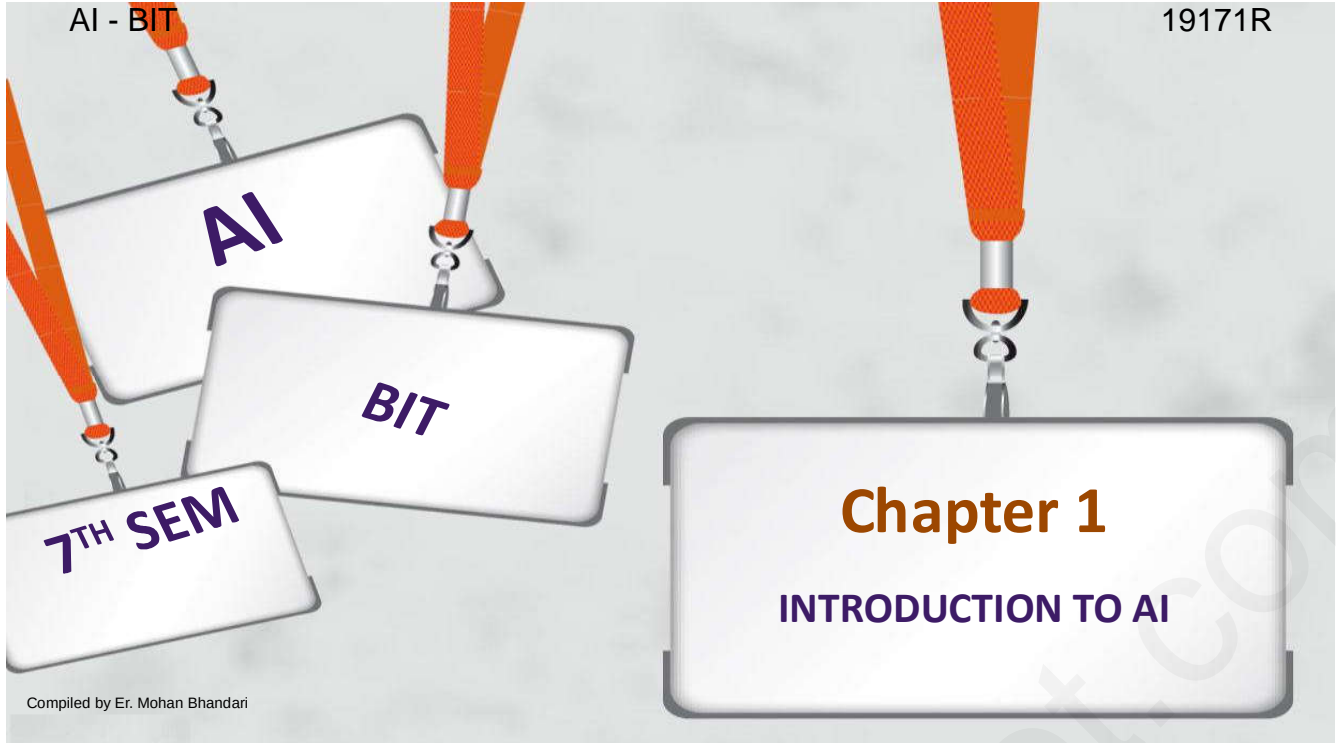 AI - BIT
19171R
AI
BIT
7TH SEM
Chapter 1
INTRODUCTION TO AI
Compiled by Er. Mohan Bhandari